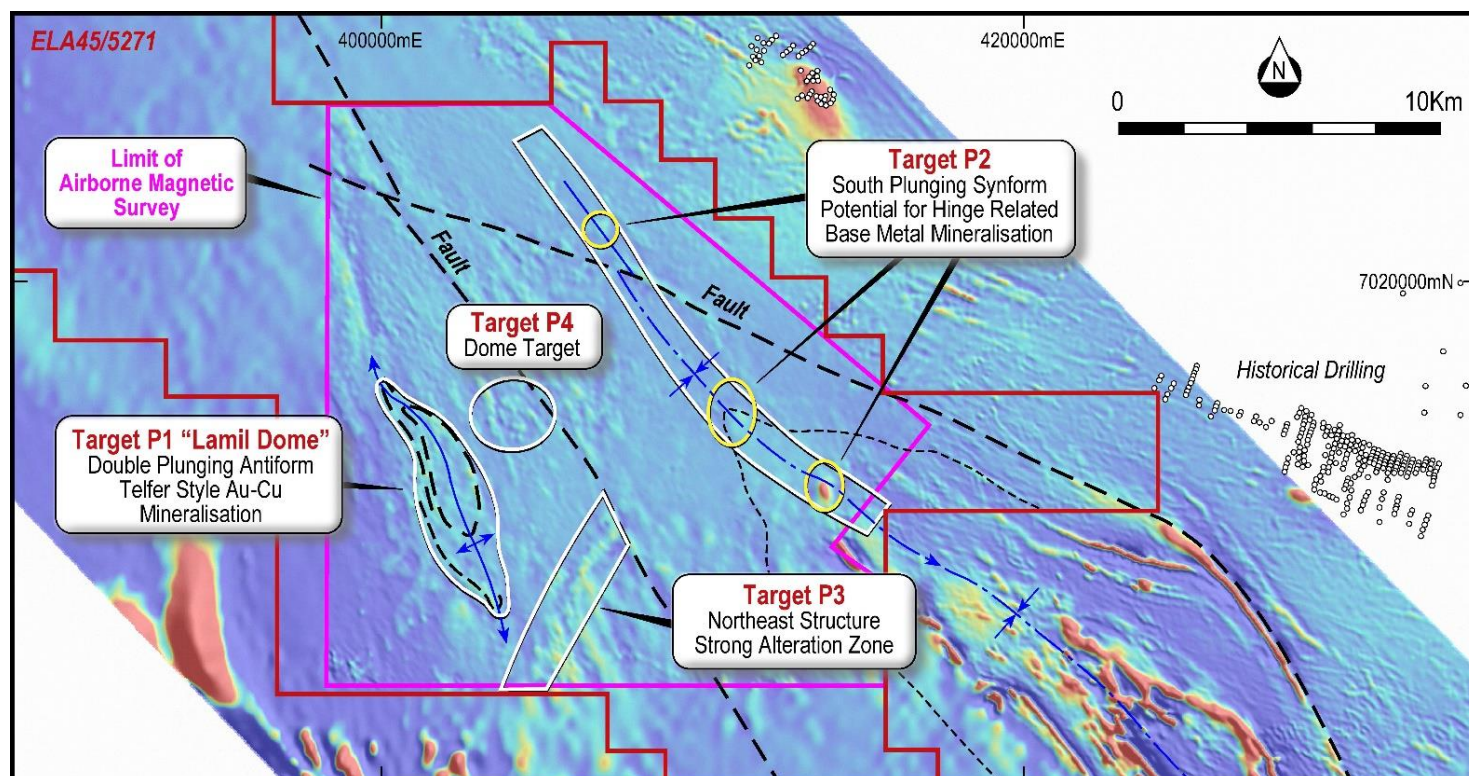 ELA45/5271
400000mE
420000mE
N
0
10Km
Limit of
Airborne Magnetic
Survey
Target P2
South Plunging Synform
Potential for Hinge Related
Base Metal Mineralisation
Fault
Fault
7020000mN
Target P4
Dome Target
Historical Drilling
Target P1 “Lamil Dome”
Double Plunging Antiform
Telfer Style Au-Cu
Mineralisation
Target P3
Northeast Structure
Strong Alteration Zone